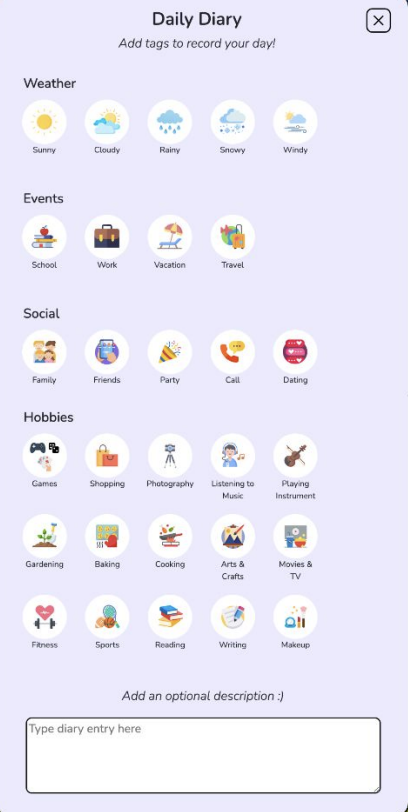 Daily Diary
Add tags to record your day!
Weather
Sunny Cloudy Rainy Snowy Windy
Events
School Work Vacation Travel
Social
Family Friends Party Call Dating
Hobbies
Games Shopping Photography Listening to Music Playing Instrument
Gardening Baking Cooking Arts & Crafts Movies & TV
Fitness Sports Reading Writing Makeup
Add an optional description :)
Type diary entry here